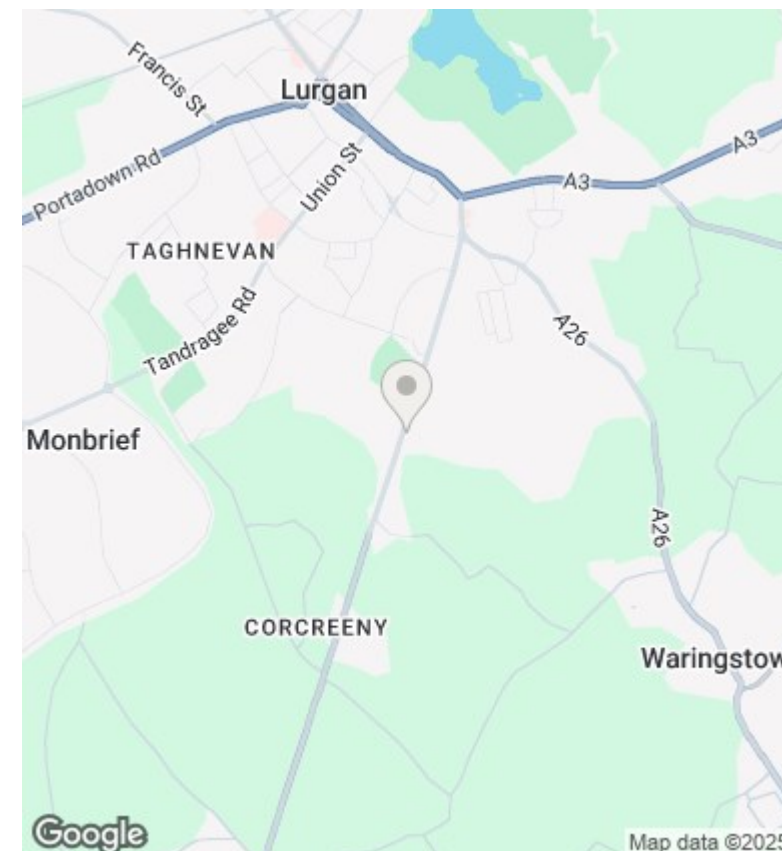 Francis St
Lurgan
Portadown Rd
Union St
A3
A3
TAGHNEVAN
Tandragee Rd
A26
Monbrief
A26
CORCREENY
Waringstow
Google
Map data ©2025